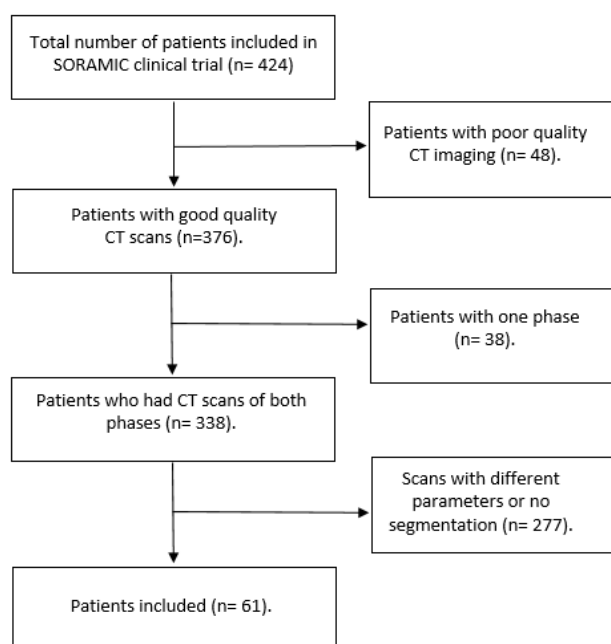 Total number of patients included in
SORAMIC clinical trial (n= 424)
Patients with poor quality
CT imaging (n= 48).
Patients with good quality
CT scans (n=376).
Patients with one phase
(n= 38).
Patients who had CT scans of both
phases (n= 338).
Scans with different
parameters or no
segmentation (n= 277).
Patients included (n= 61).